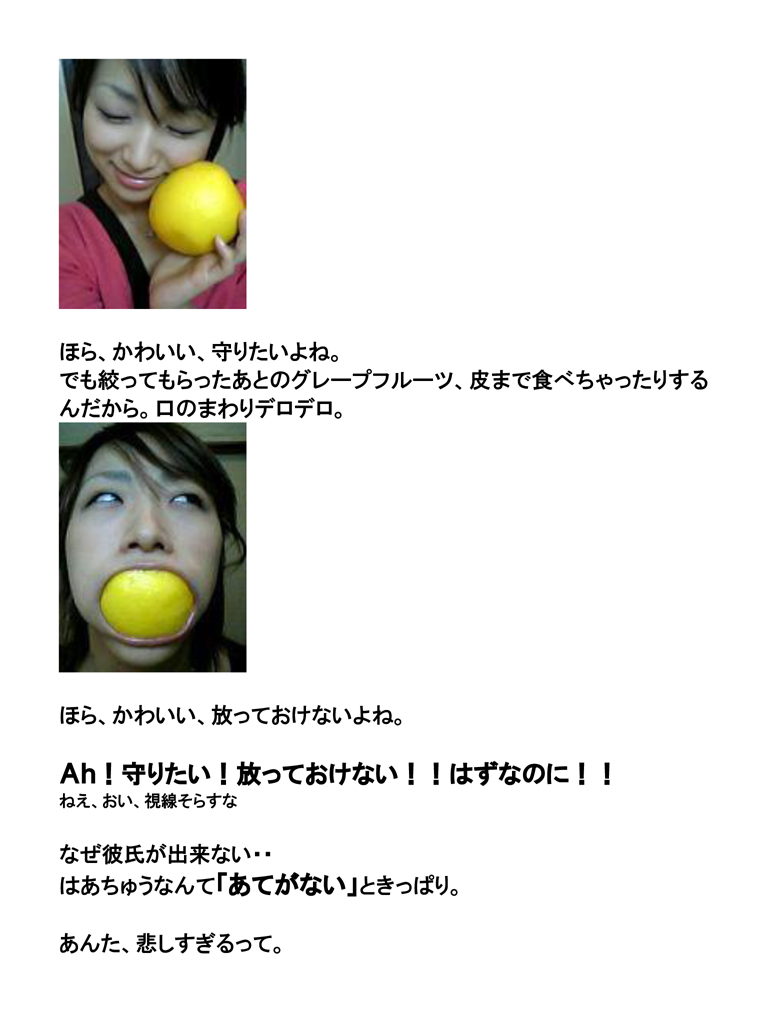 ほら、かわいい、守りたいよね。
でも絞ってもらったあとのグレープフルーツ、皮まで食べちゃったりする
んだから。口のまわりデロデロ。
ほら、かわいい、放っておけないよね。
Ah！守りたい！放っておけない！！はずなのに！！
ねえ、おい、視線そらすな
なぜ彼氏が出来ない・・
はあちゅうなんて「あてがない」ときっぱり。
あんた、悲しすぎるって。